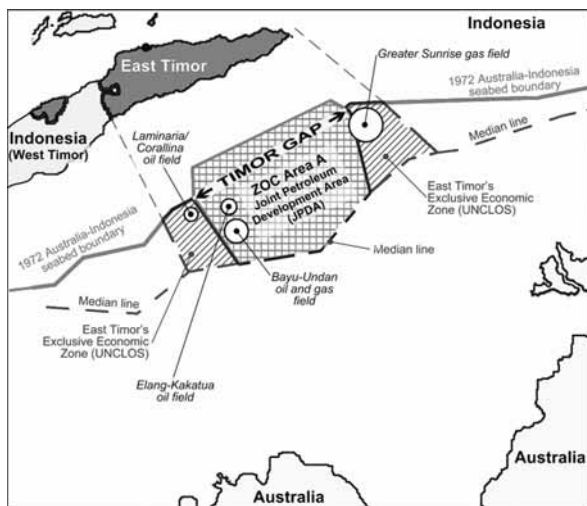 Indonesia
East Timor
Greater Sunrise gas field
1972 Australia-Indonesia
seabed boundary
Indonesia
(West Timor)
Laminaria/
Corallina
oil field
TIMOR GAP
ZOC Area A
Joint Petroleum
Development Area
(JPDA)
Median line
East Timor's
Exclusive Economic
Zone (UNCLOS)
1972 Australia-Indonesia
seabed boundary
Median line
Median line
Bayu-Undan
oil and gas
field
East Timor's
Exclusive Economic
Zone (UNCLOS)
Elang-Kakatua
oil field
Australia
Australia